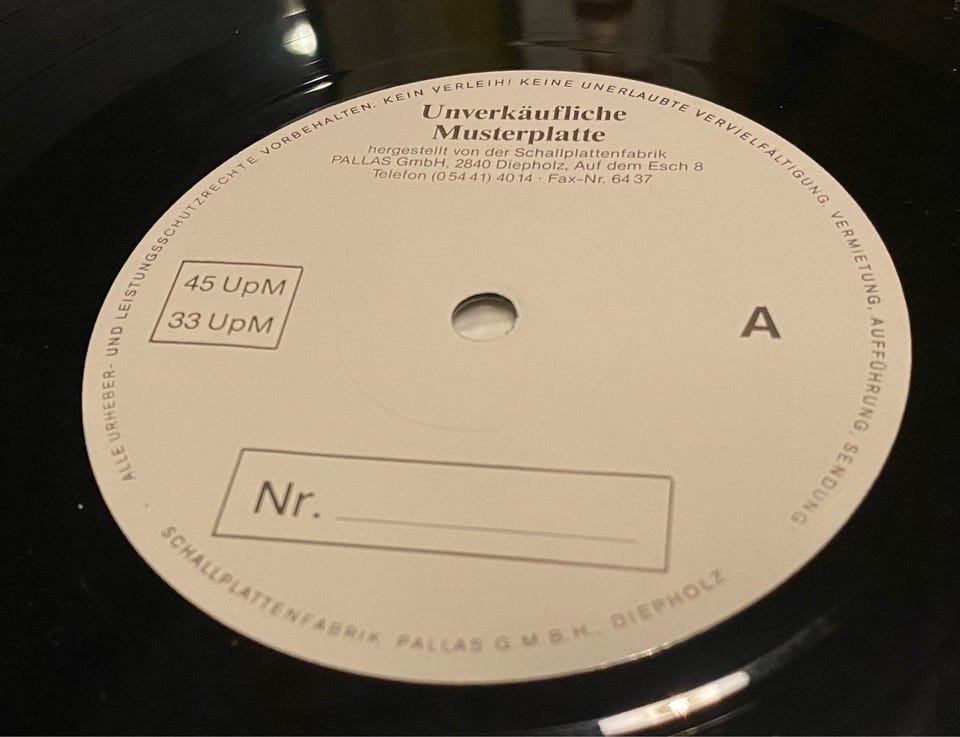 ALLE URHEBER- UND LEISTUNGSSCHUTZRECHTE VORBEHALTEN. KEIN VERLEIH! KEINE UNERLAUBTE VERVIELFÄLTIGUNG. VERMIETUNG, AUFFÜHRUNG. SENDUNG
Unverkäufliche
Musterplatte
hergestellt von der Schallplattenfabrik
PALLAS GmbH, 2840 Diepholz, Auf dem Esch 8
Telefon (0 54 41) 40 14 · Fax-Nr. 64 37
45 UpM
33 UpM
A
Nr.
SCHALLPLATTENFABRIK PALLAS G.M.B.H. DIEPHOLZ